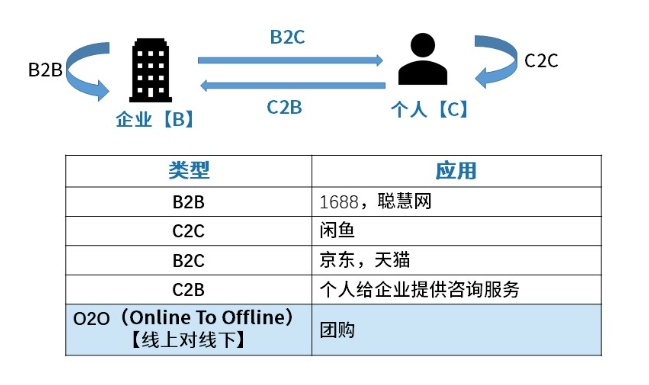 B2C
B2B
C2C
C2B
企业【B】
个人【C】
类型 应用
B2B 1688，聪慧网
C2C 闲鱼
B2C 京东，天猫
C2B 个人给企业提供咨询服务
O2O（Online To Offline）
【线上对线下】 团购